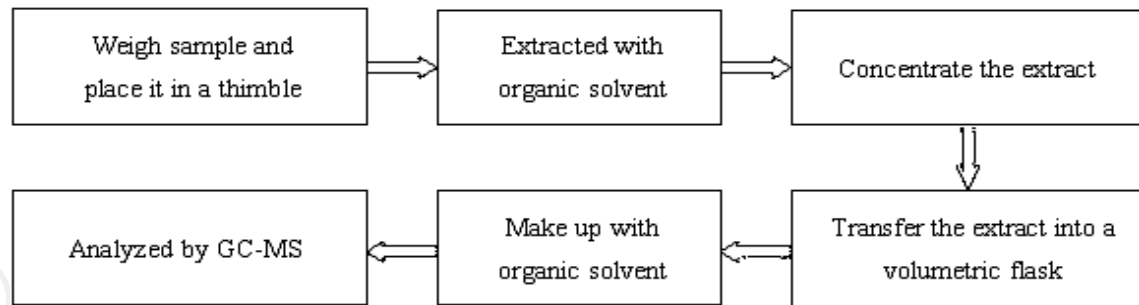 Weigh sample and
place it in a thimble
Extracted with
organic solvent
Concentrate the extract
Transfer the extract into a
volumetric flask
Make up with
organic solvent
Analyzed by GC-MS